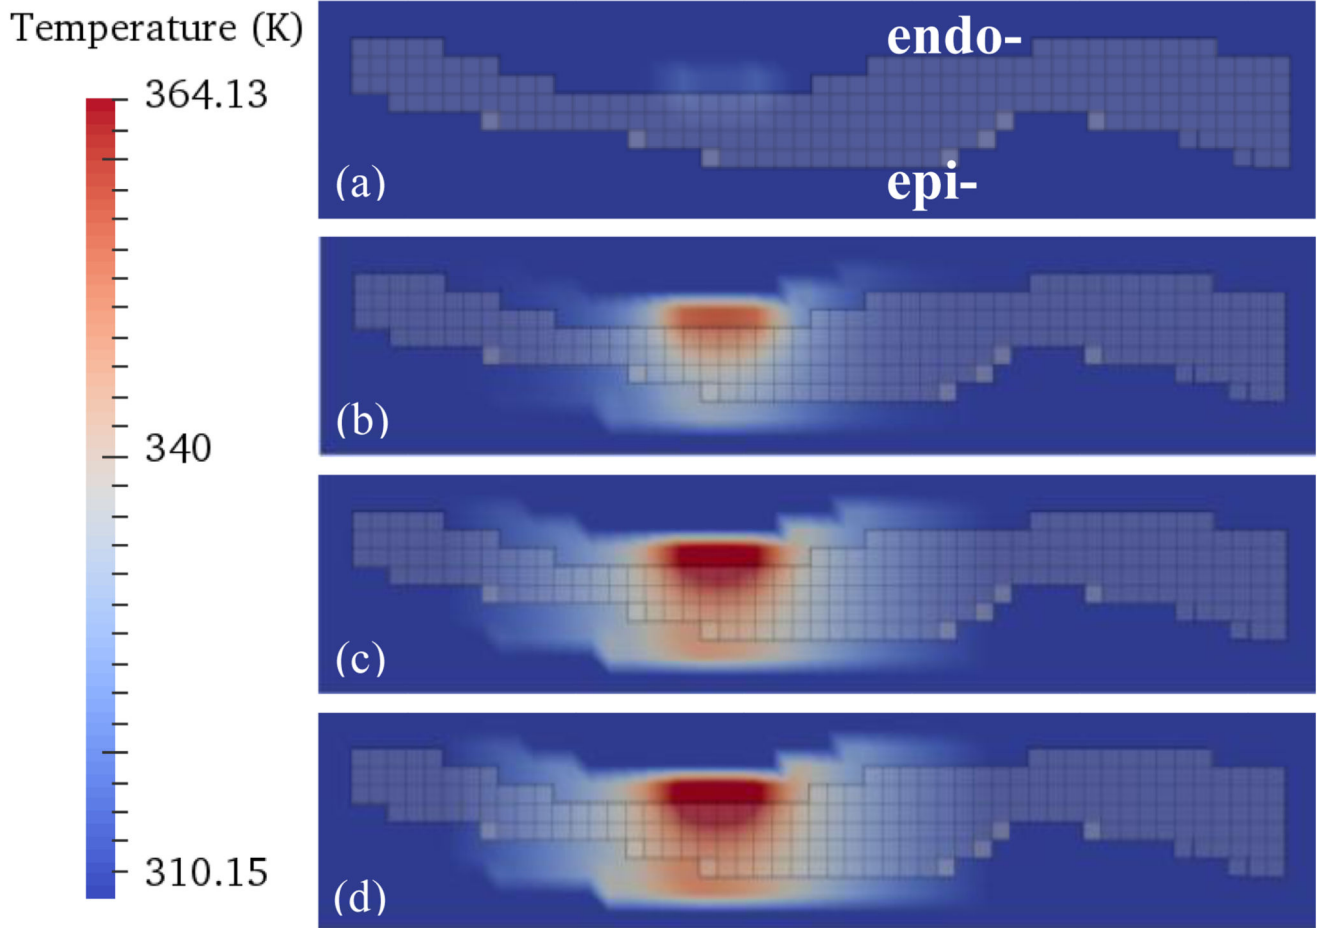 Temperature (K)
364.13
340
310.15
endo-
epi-
(a)
(b)
(c)
(d)